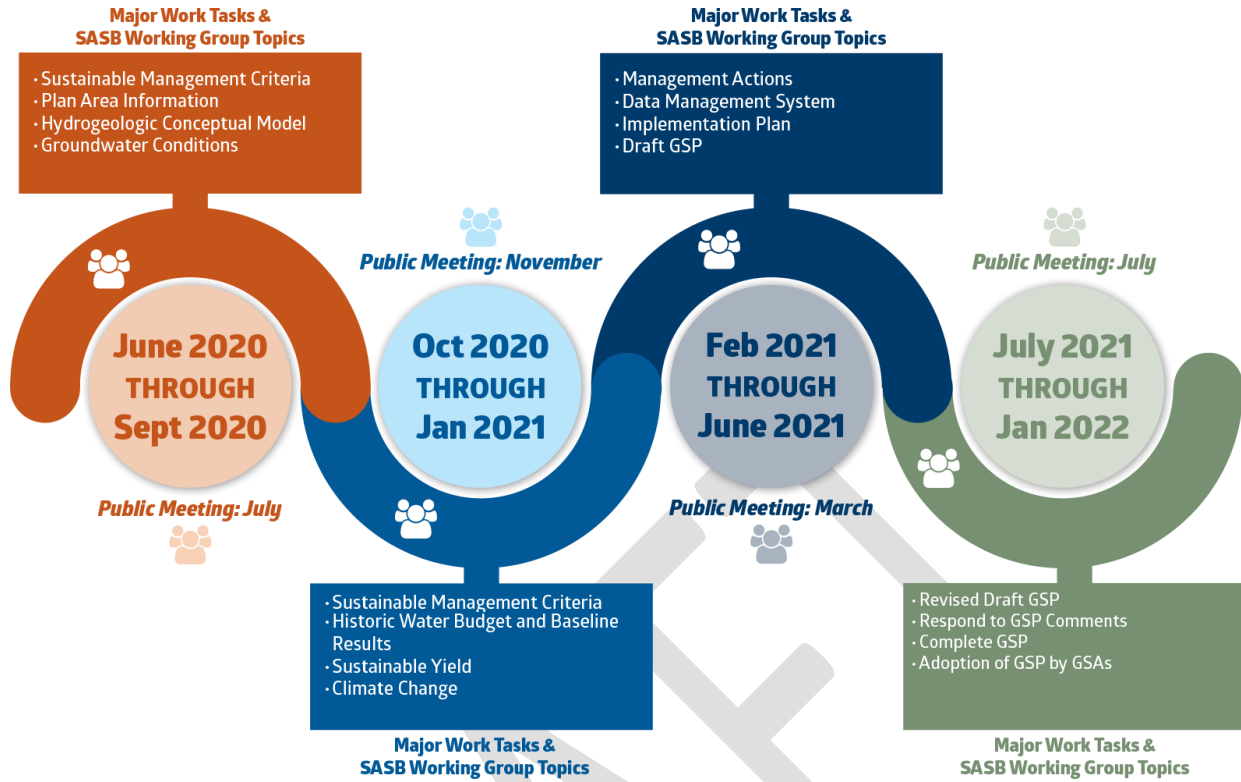 Major Work Tasks &
SASB Working Group Topics
· Sustainable Management Criteria
· Plan Area Information
· Hydrogeologic Conceptual Model
· Groundwater Conditions
June 2020
THROUGH
Sept 2020
Public Meeting: July
Public Meeting: November
Oct 2020
THROUGH
Jan 2021
· Sustainable Management Criteria
· Historic Water Budget and Baseline
Results
· Sustainable Yield
· Climate Change
Major Work Tasks &
SASB Working Group Topics
Major Work Tasks &
SASB Working Group Topics
· Management Actions
· Data Management System
· Implementation Plan
· Draft GSP
Feb 2021
THROUGH
June 2021
Public Meeting: March
Public Meeting: July
July 2021
THROUGH
Jan 2022
· Revised Draft GSP
· Respond to GSP Comments
· Complete GSP
· Adoption of GSP by GSAs
Major Work Tasks &
SASB Working Group Topics